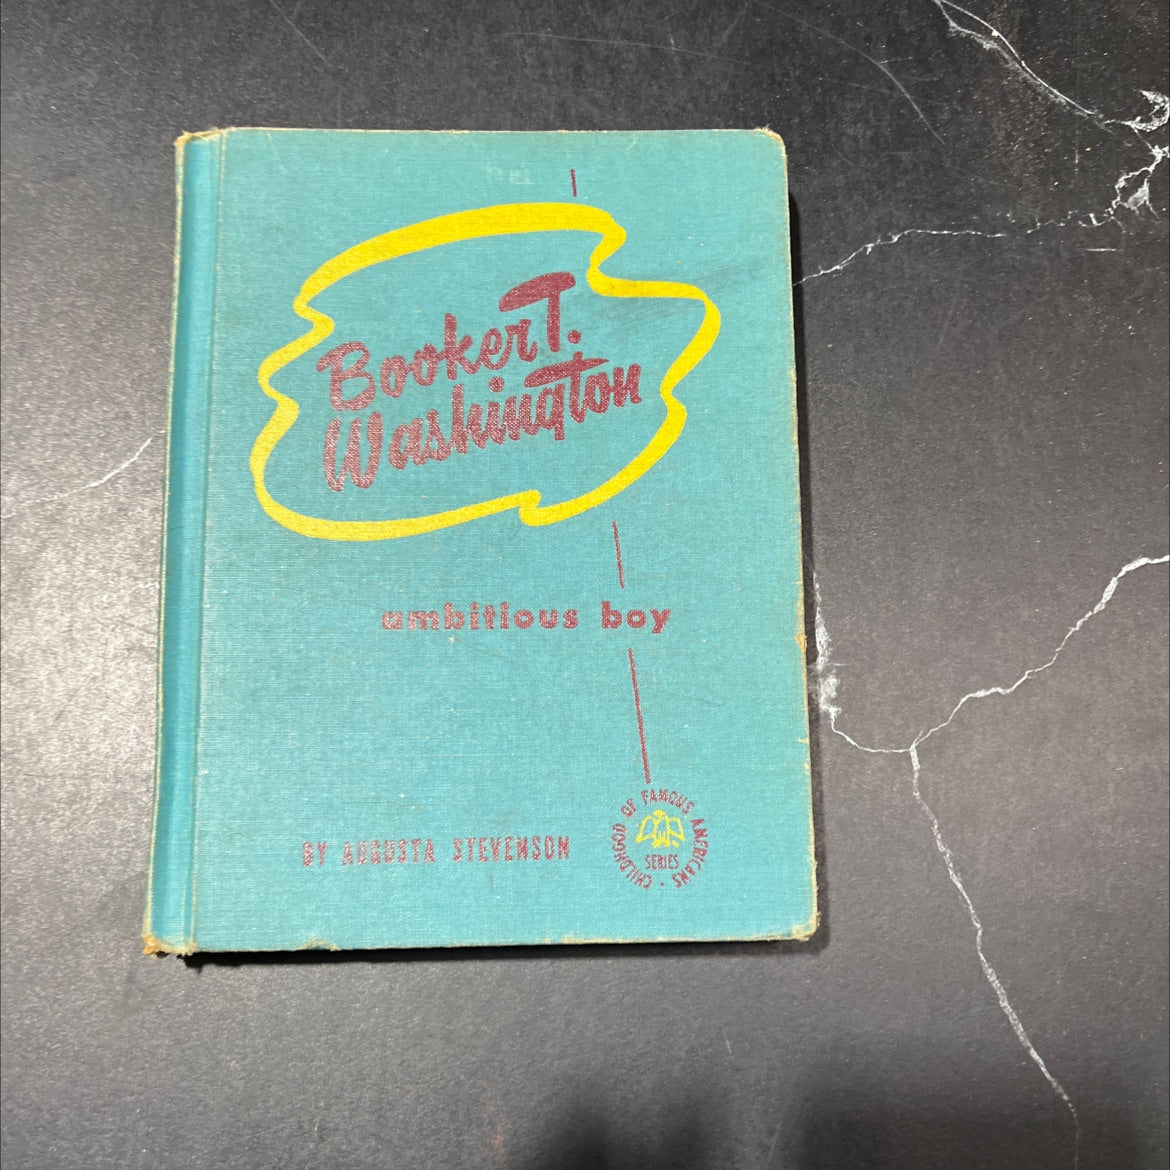 Booker T.
Washington
ambitious boy
BY AUGUSTA STEVENSON
CHILDHOOD OF FAMOUS AMERICANS
SERIES